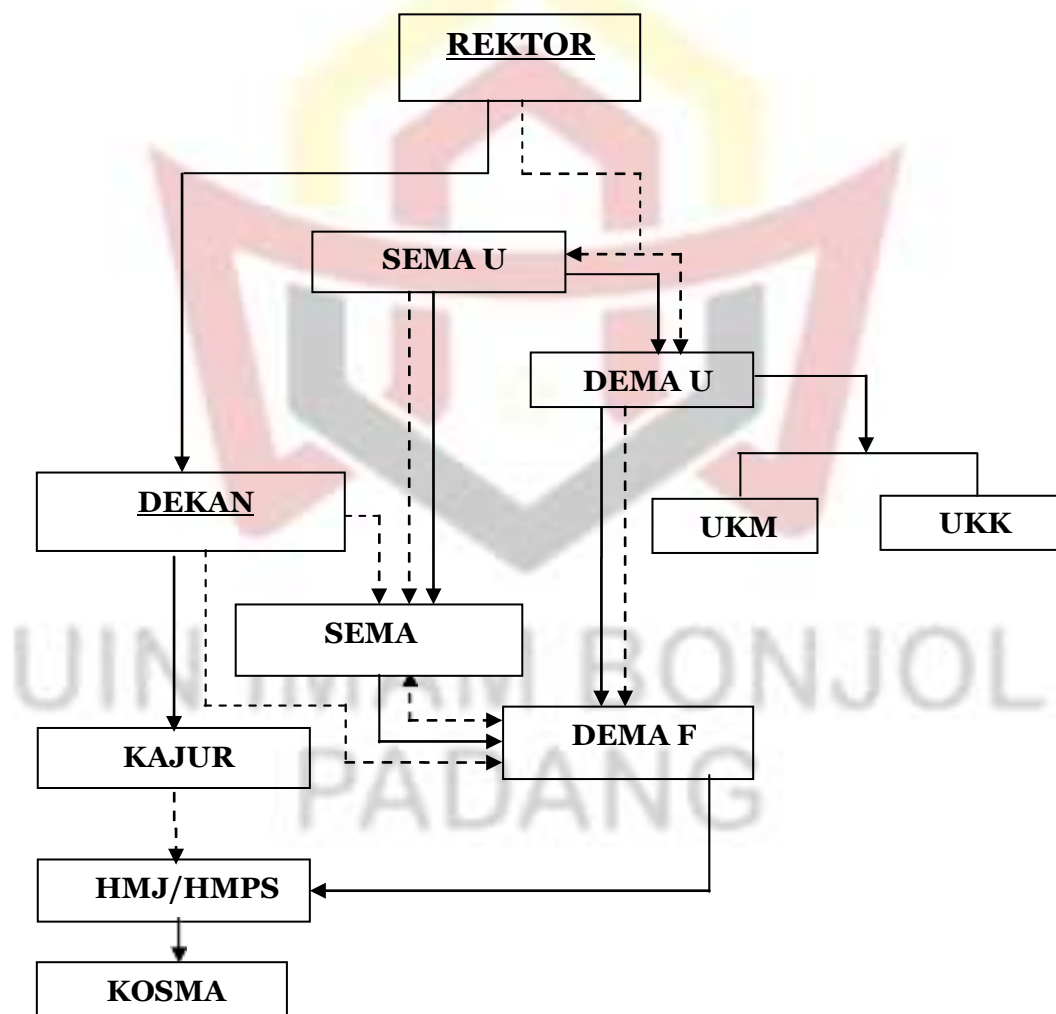 REKTOR
SEMA U
DEMA U
DEKAN
UKM
UKK
SEMA
UIN IMAM BONJOL
DEMA F
KAJUR
PADANG
HMJ/HMPS
KOSMA